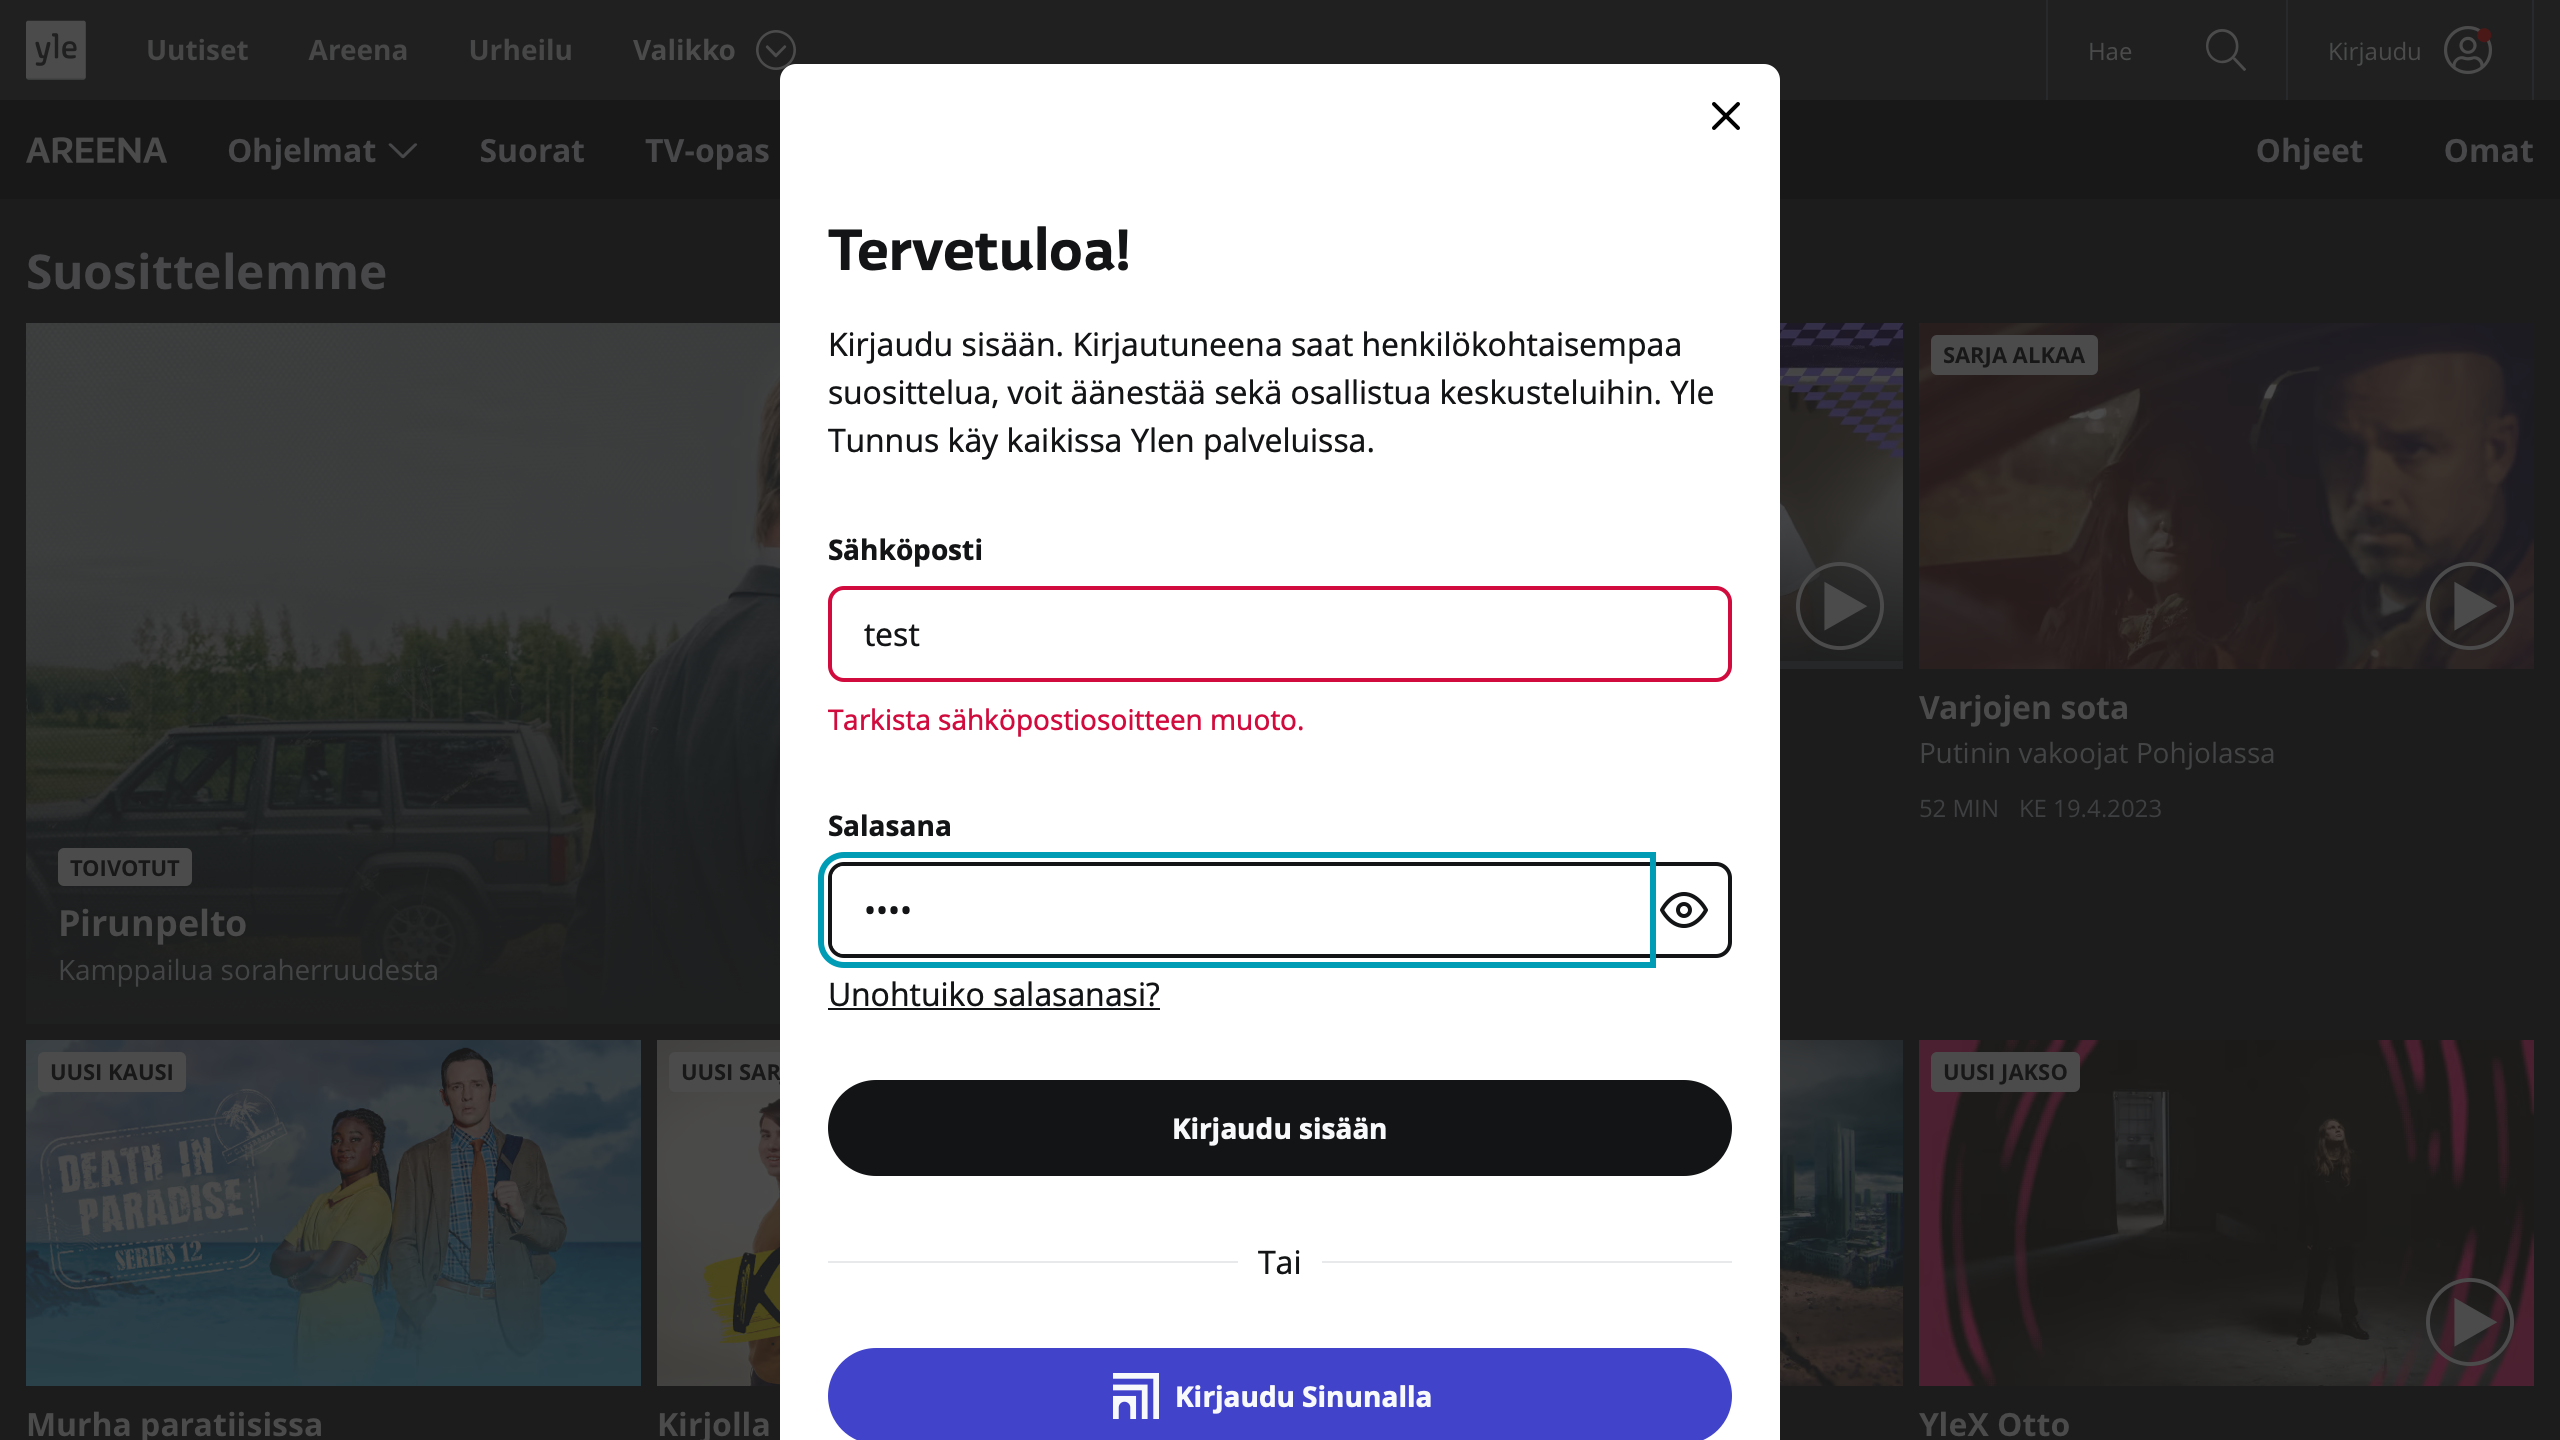 yle
Uutiset
Areena
Urheilu
Valikko
Hae
Kirjaudu
AREENA
Ohjelmat
Suorat
TV-opas
Ohjeet
Omat
Suosittelemme
Tervetuloa!
Kirjaudu sisään. Kirjautuneena saat henkilökohtaisempaa
suosittelua, voit äänestää sekä osallistua keskusteluihin. Yle
Tunnus käy kaikissa Ylen palveluissa.
Sähköposti
test
Tarkista sähköpostiosoitteen muoto.
Salasana
••••
Unohtuiko salasanasi?
Kirjaudu sisään
Tai
Kirjaudu Sinunalla
TOIVOTUT
Pirunpelto
Kamppailua soraherruudesta
SARJA ALKAA
Varjojen sota
Putinin vakoojat Pohjolassa
52 MIN KE 19.4.2023
UUSI KAUSI
DEATH IN
PARADISE
SERIES 12
Murha paratiisissa
UUSI SAR
Kirjolla
UUSI JAKSO
YleX Otto